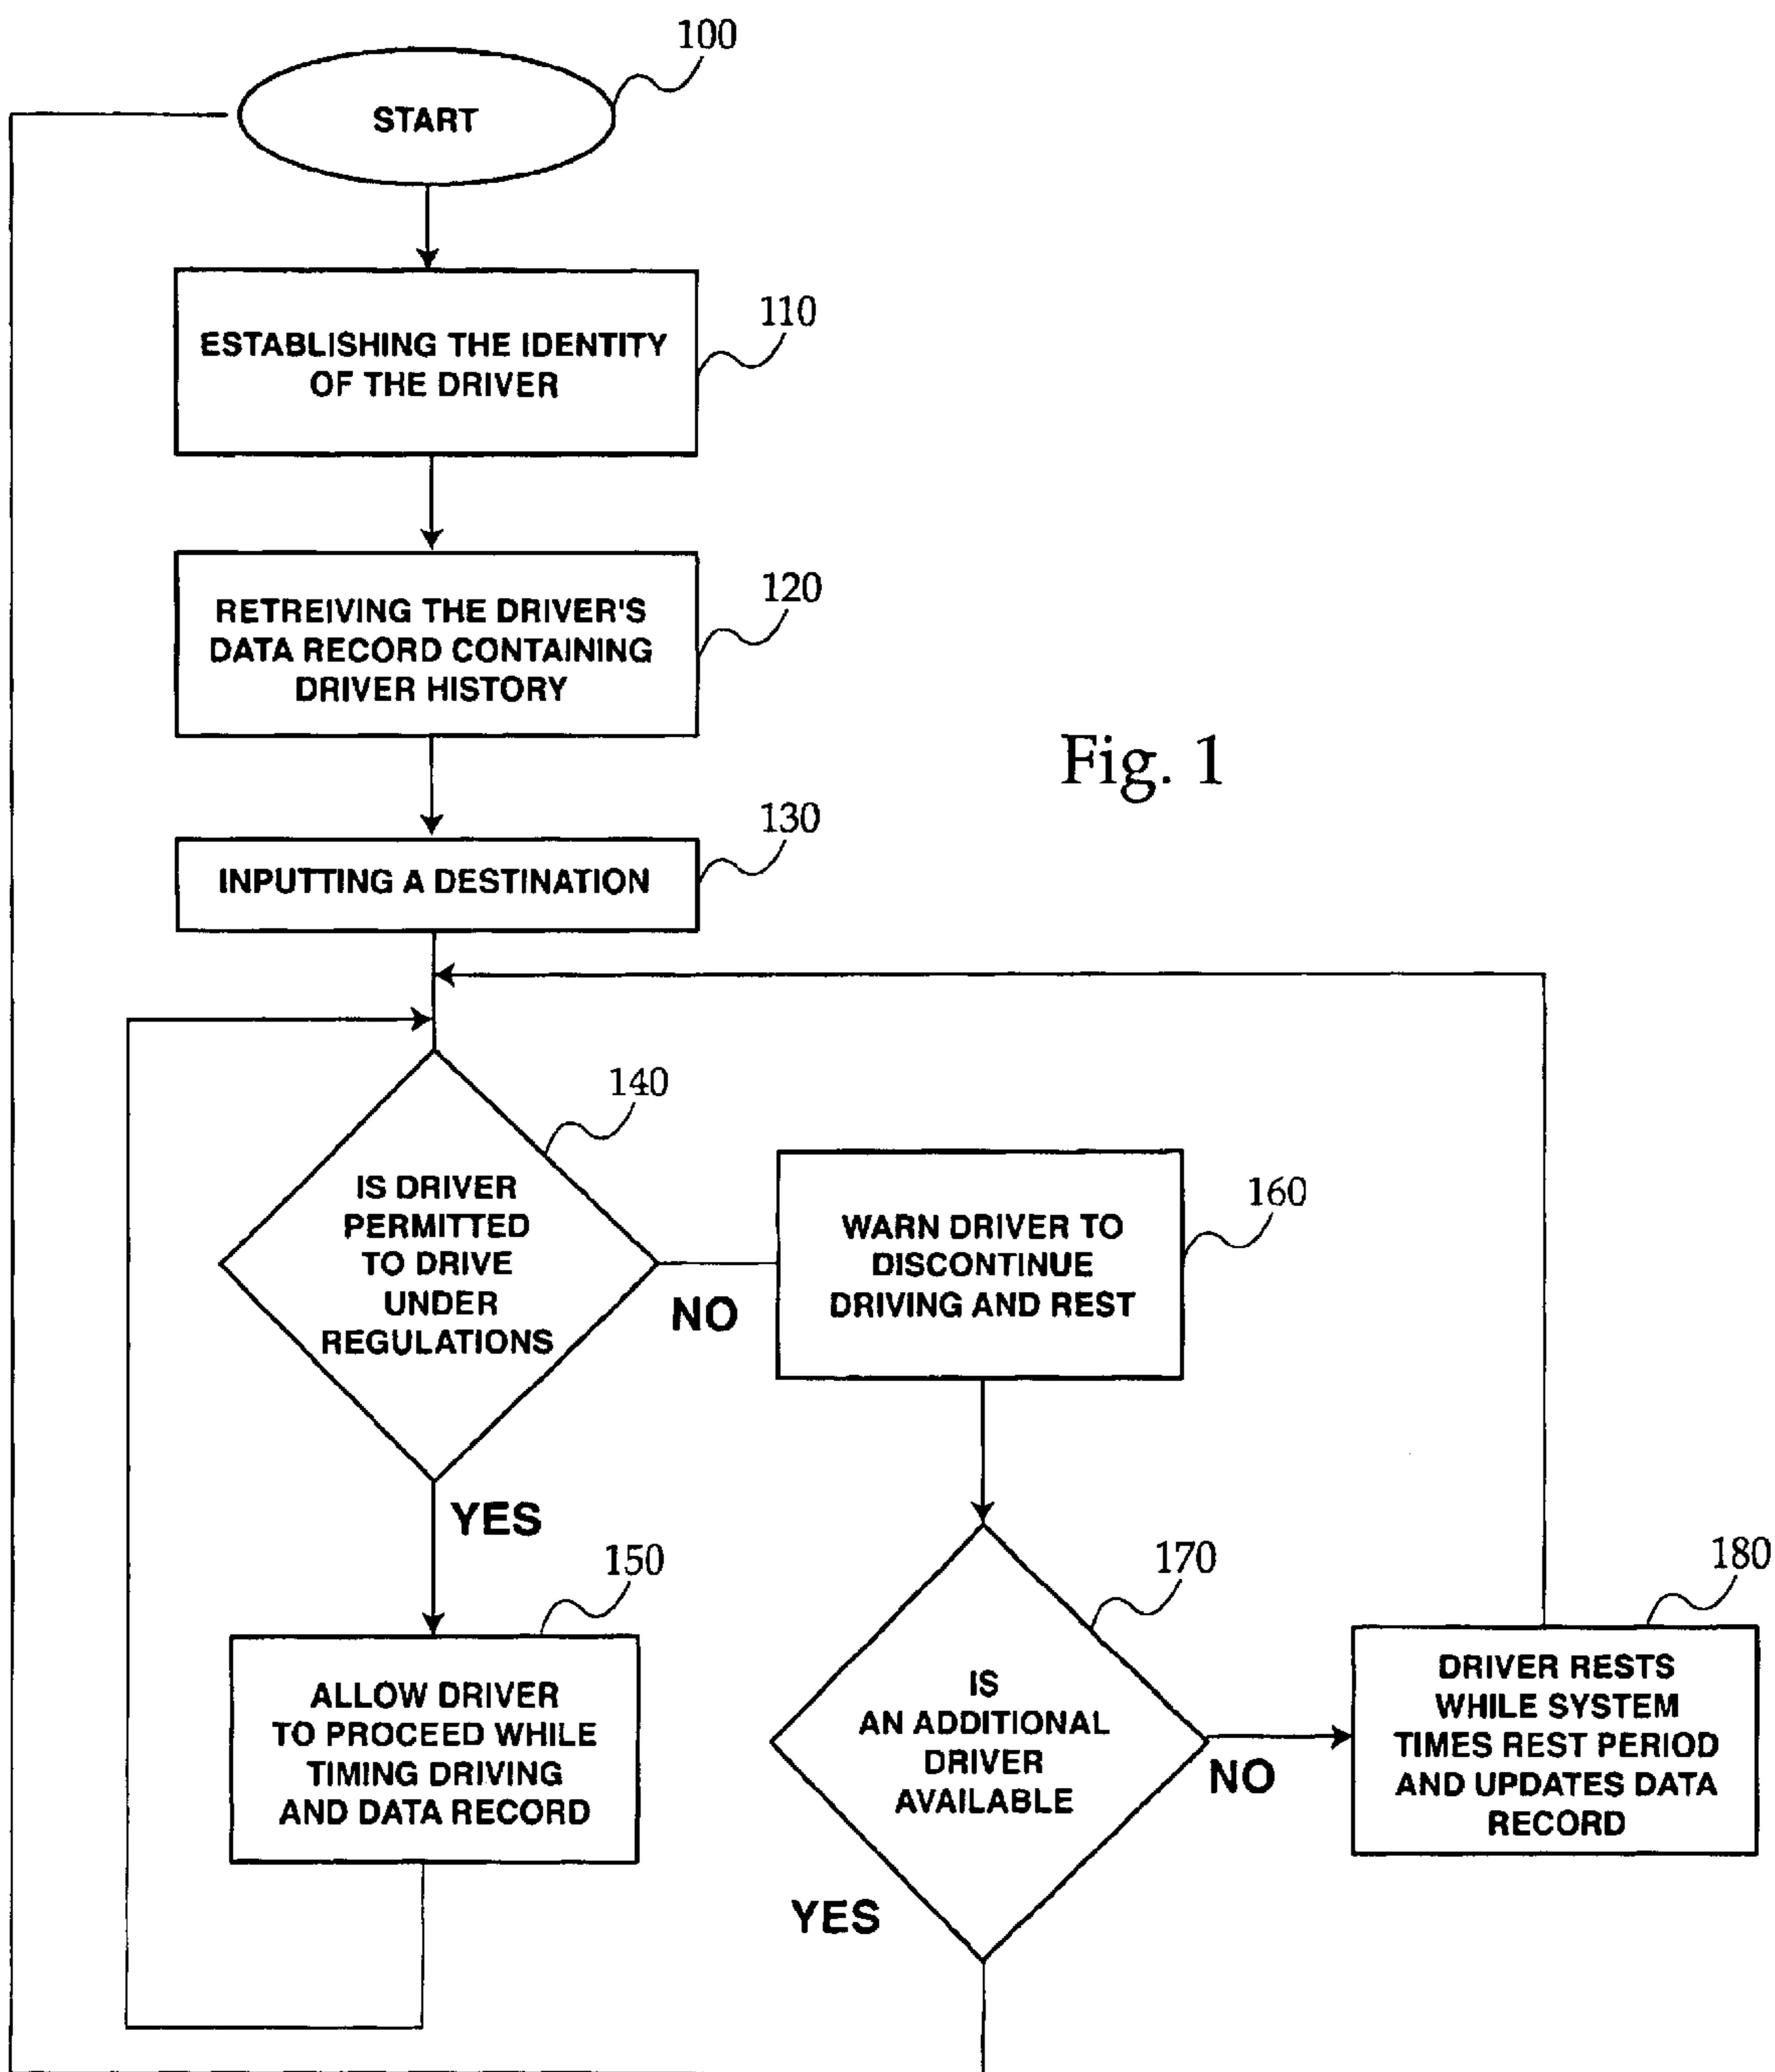 100
START
110
ESTABLISHING THE IDENTITY
OF THE DRIVER
120
RETREIVING THE DRIVER'S
DATA RECORD CONTAINING
DRIVER HISTORY
Fig. 1
130
INPUTTING A DESTINATION
140
IS DRIVER
PERMITTED
TO DRIVE
UNDER
REGULATIONS
NO
160
WARN DRIVER TO
DISCONTINUE
DRIVING AND REST
YES
150
ALLOW DRIVER
TO PROCEED WHILE
TIMING DRIVING
AND DATA RECORD
170
IS
AN ADDITIONAL
DRIVER
AVAILABLE
NO
YES
180
DRIVER RESTS
WHILE SYSTEM
TIMES REST PERIOD
AND UPDATES DATA
RECORD